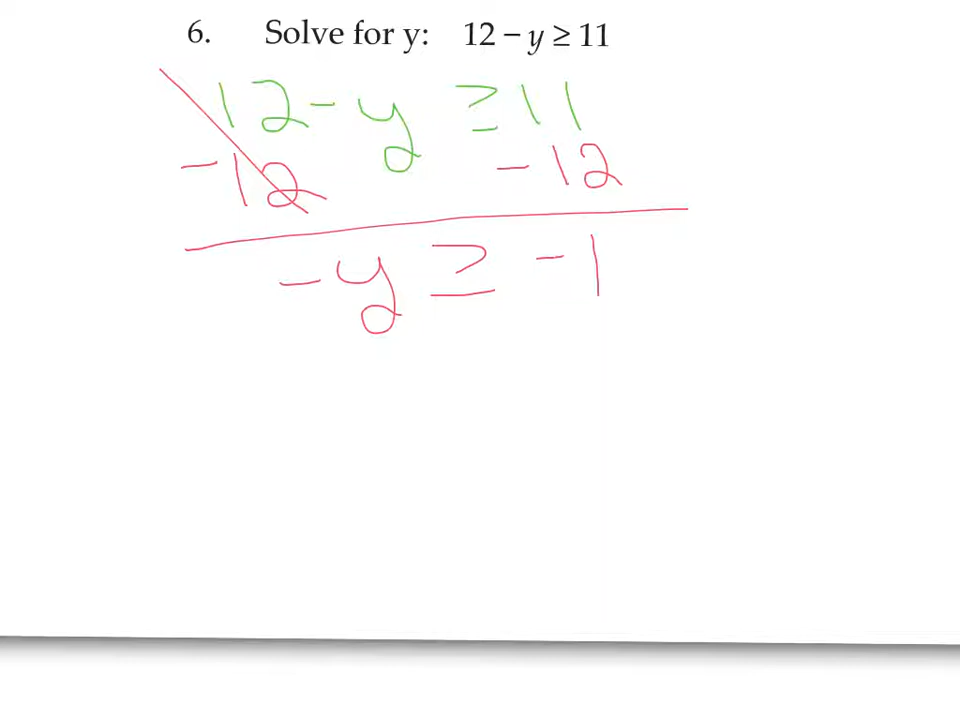 6. Solve for y: 12 − y ≥ 11
12 - y ≥ 11
-12 -12
-y ≥ -1